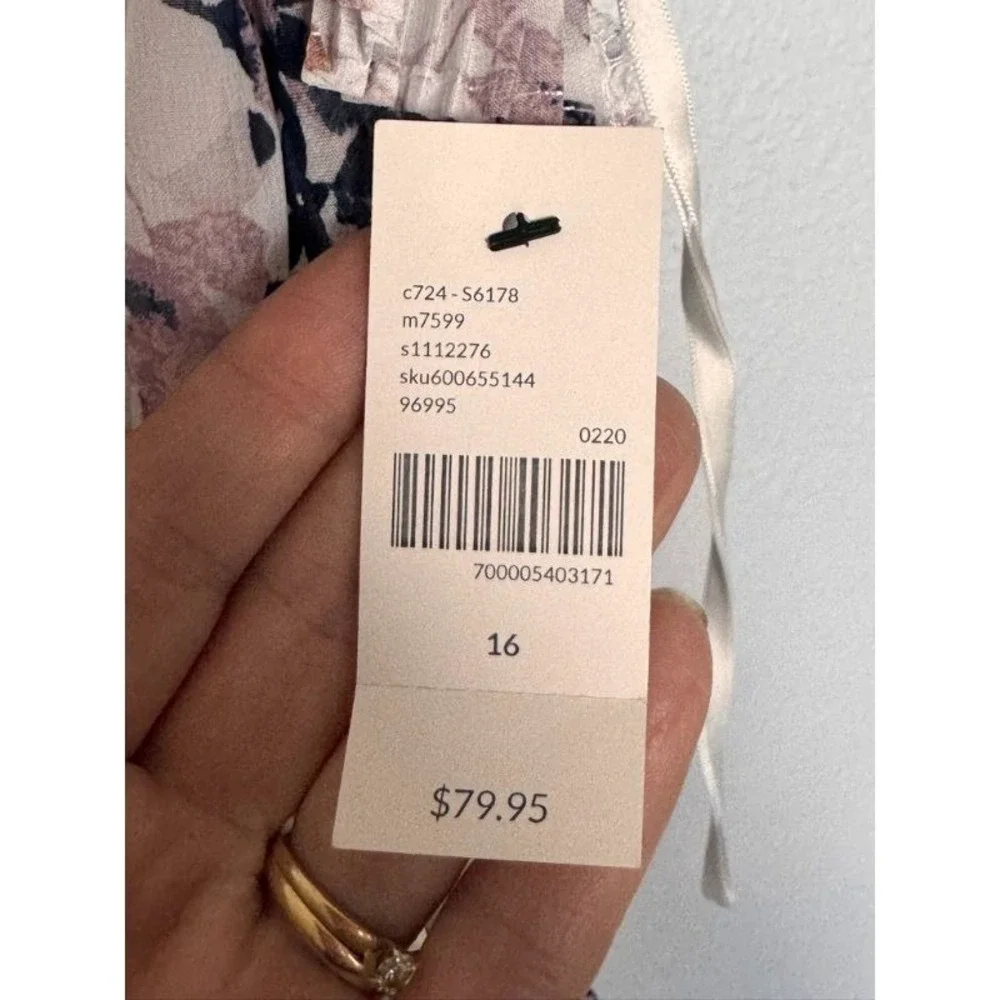 c724 - S6178
m7599
s1112276
sku600655144
96995
0220
700005403171
16
$79.95